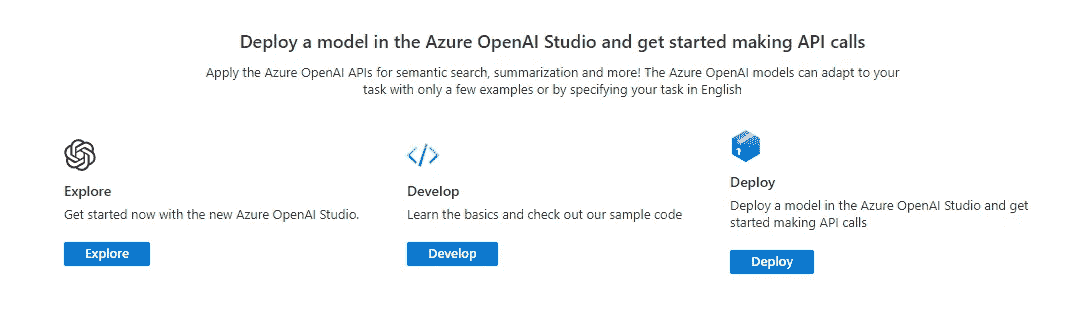 Deploy a model in the Azure OpenAI Studio and get started making API calls
Apply the Azure OpenAI APIs for semantic search, summarization and more! The Azure OpenAI models can adapt to your
task with only a few examples or by specifying your task in English
Explore
Get started now with the new Azure OpenAI Studio.
Explore
Develop
Learn the basics and check out our sample code
Develop
Deploy
Deploy a model in the Azure OpenAI Studio and get
started making API calls
Deploy